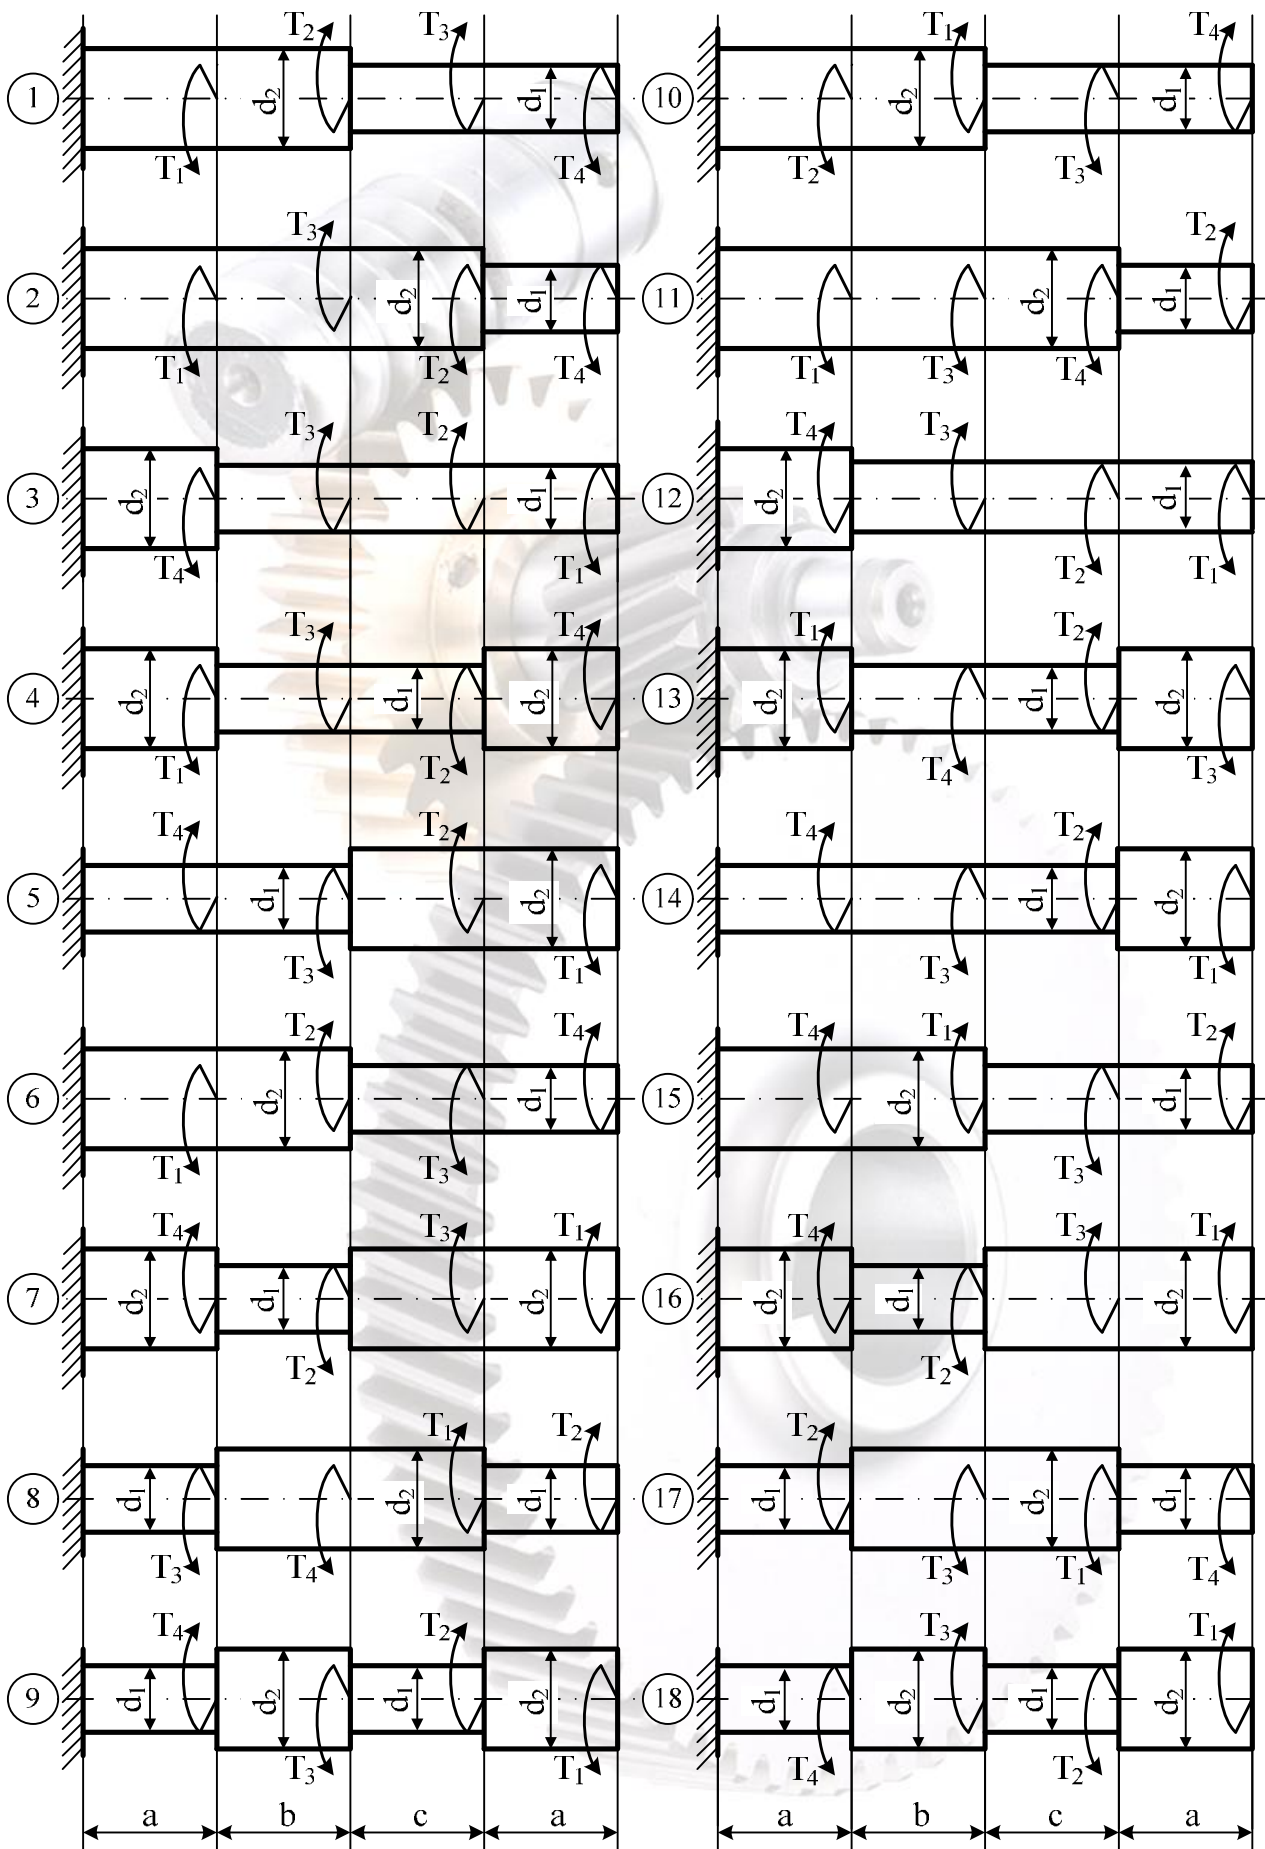 T₂ T₃ T₁ T₄
1 d₂ d₁ 10 d₂ d₁
T₁ T₄ T₂ T₃
T₃ T₂
2 d₂ d₁ 11 d₂ d₁
T₁ T₂ T₄ T₁ T₃ T₄
T₃ T₂ T₄ T₃
3 d₂ d₁ 12 d₂ d₁
T₄ T₁ T₂ T₁
T₃ T₄ T₁ T₂
4 d₂ d₁ d₂ 13 d₂ d₁ d₂
T₁ T₂ T₄ T₃
T₄ T₂ T₄ T₂
5 d₁ d₂ 14 d₁ d₂
T₃ T₁ T₃ T₁
T₂ T₄ T₄ T₁ T₂
6 d₂ d₁ 15 d₂ d₁
T₁ T₃ T₃
T₄ T₃ T₁ T₄ T₃ T₁
7 d₂ d₁ d₂ 16 d₂ d₁ d₂
T₂ T₂
T₁ T₂ T₂
8 d₁ d₂ d₁ 17 d₁ d₂ d₁
T₃ T₄ T₃ T₁ T₄
T₄ T₂ T₃ T₁
9 d₁ d₂ d₁ d₂ 18 d₁ d₂ d₁ d₂
T₃ T₁ T₄ T₂
a b c a a b c a